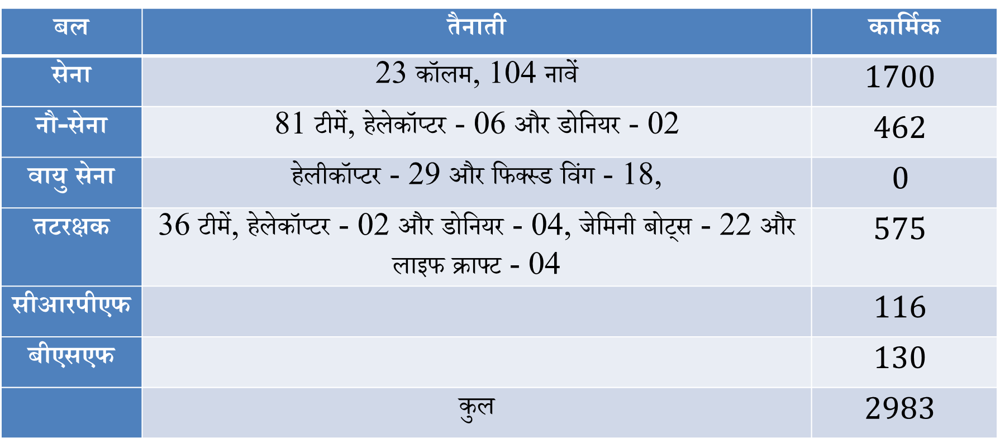 बल तैनाती कार्मिक
सेना 23 कॉलम, 104 नावें 1700
नौ-सेना 81 टीमें, हेलेकॉप्टर - 06 और डोनियर - 02 462
वायु सेना हेलीकॉप्टर - 29 और फिक्स्ड विंग - 18, 0
तटरक्षक 36 टीमें, हेलेकॉप्टर - 02 और डोनियर - 04, जेमिनी बोट्स - 22 और 575
लाइफ क्राफ्ट - 04
सीआरपीएफ 116
बीएसएफ 130
कुल 2983